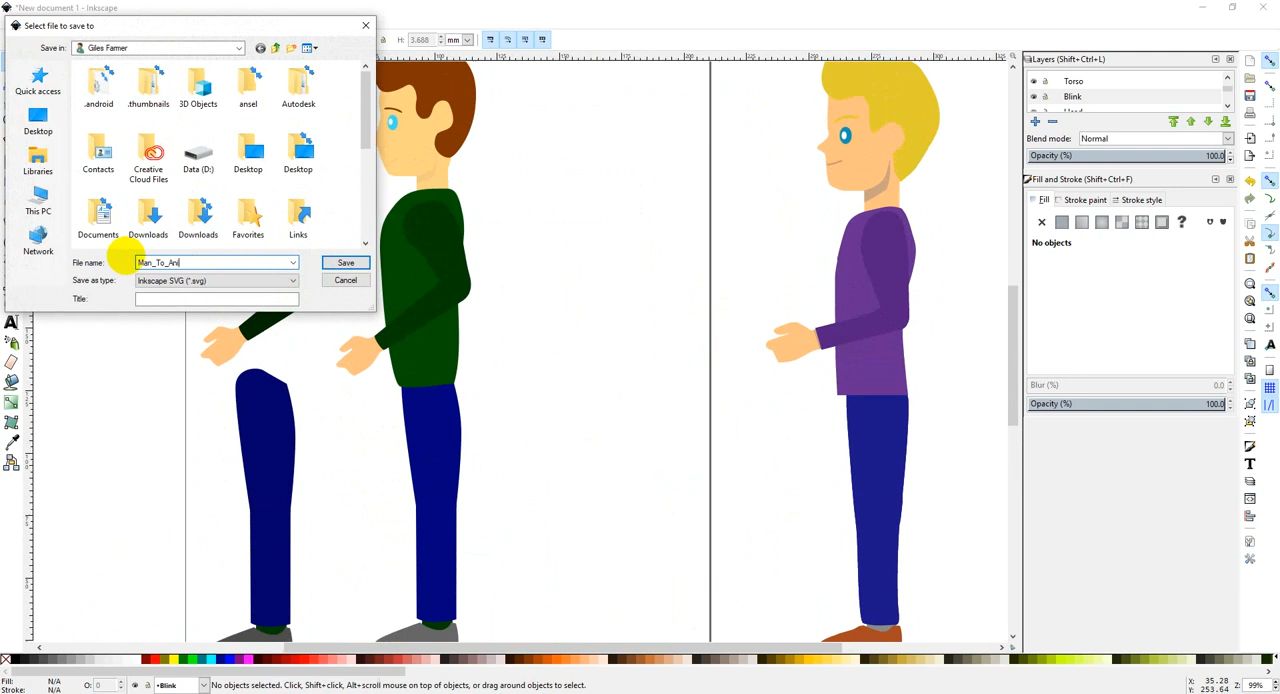 *New document 1 - Inkscape
Select file to save to
Save in: Giles Farmer
H: 3.688 mm
Quick access
Desktop
Libraries
This PC
Network
.android
.thumbnails
3D Objects
ansel
Autodesk
Contacts
Creative Cloud Files
Data (D:)
Desktop
Desktop
Documents
Downloads
Downloads
Favorites
Links
File name: Man_To_Ani
Save
Save as type: Inkscape SVG (*.svg)
Cancel
Title:
Layers (Shift+Ctrl+L)
Torso
Blink
Blend mode: Normal
Opacity (%) 100.0
Fill and Stroke (Shift+Ctrl+F)
Fill Stroke paint Stroke style
No objects
Blur (%) 0.0
Opacity (%) 100.0
Fill: N/A
Stroke: N/A
O: 0
•Blink
No objects selected. Click, Shift+click, Alt+scroll mouse on top of objects, or drag around objects to select.
X: 35.28
Y: 253.64
Z: 99%